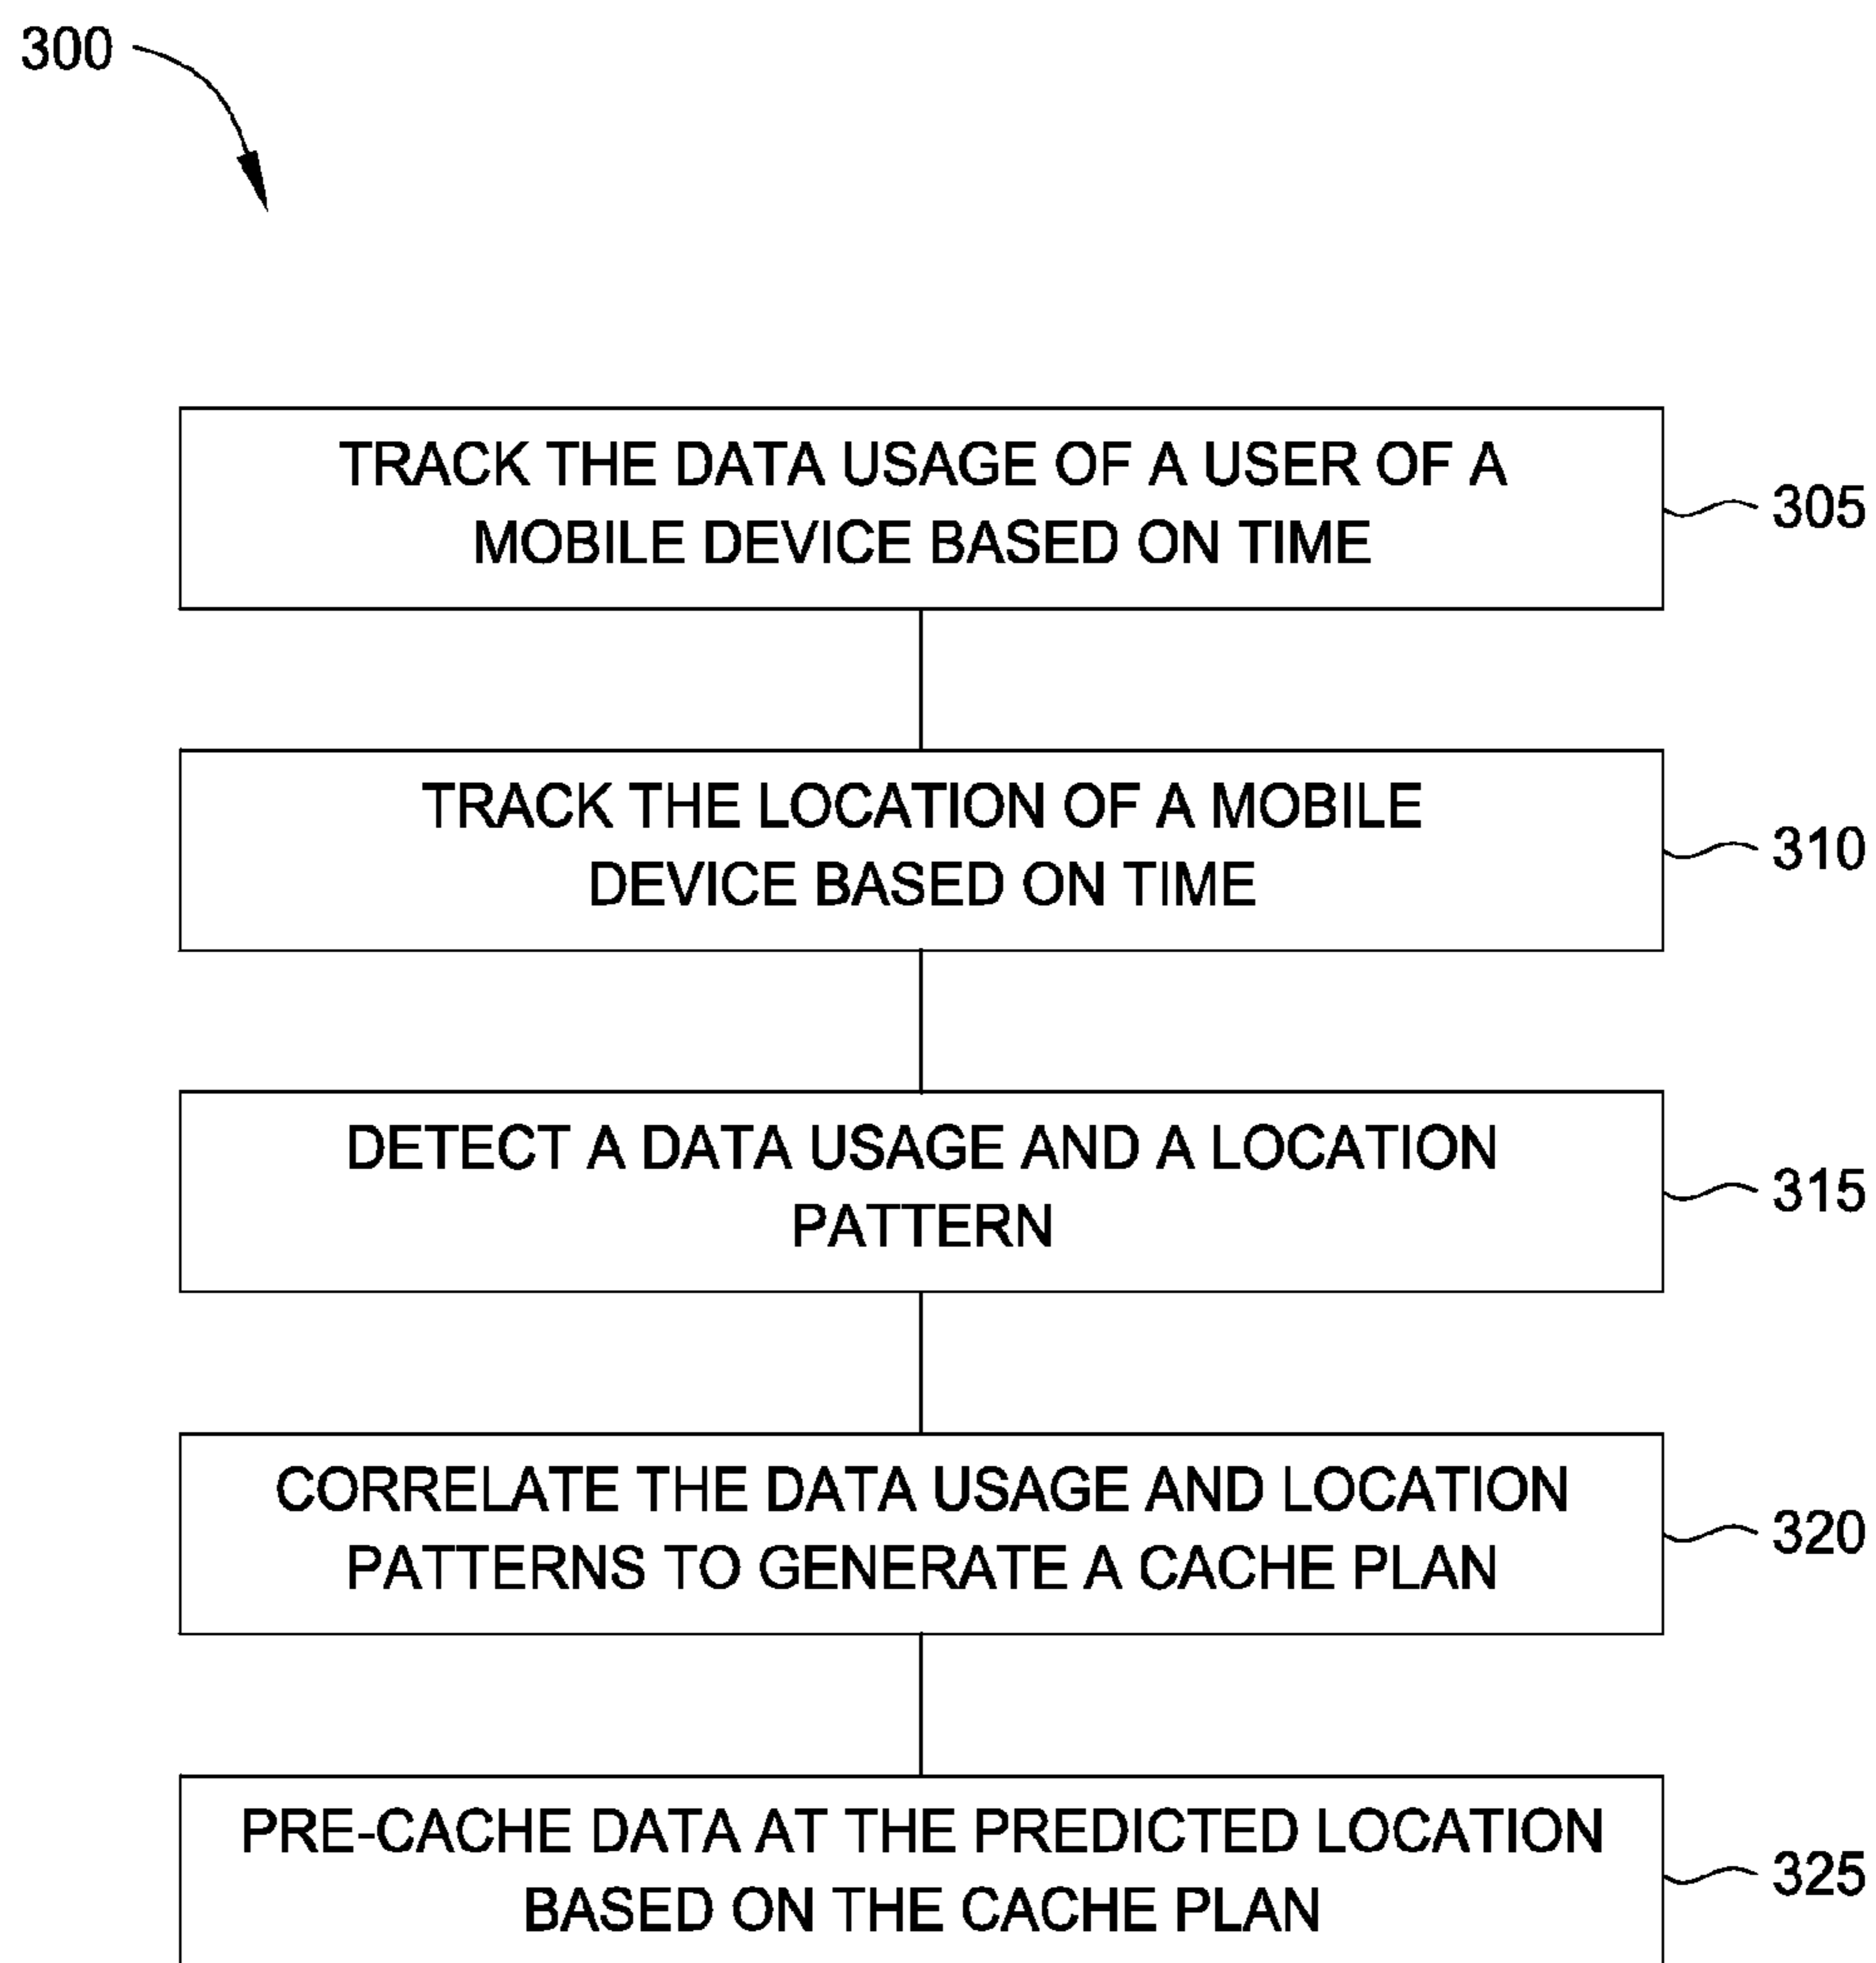 300
TRACK THE DATA USAGE OF A USER OF A
MOBILE DEVICE BASED ON TIME
305
TRACK THE LOCATION OF A MOBILE
DEVICE BASED ON TIME
310
DETECT A DATA USAGE AND A LOCATION
PATTERN
315
CORRELATE THE DATA USAGE AND LOCATION
PATTERNS TO GENERATE A CACHE PLAN
320
PRE-CACHE DATA AT THE PREDICTED LOCATION
BASED ON THE CACHE PLAN
325